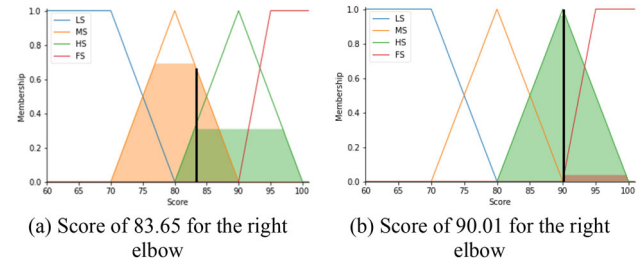 (a)
1.0
0.8
0.6
0.4
0.2
0.0
Membership
LS
MS
HS
FS
60 65 70 75 80 85 90 95 100
Score
(a) Score of 83.65 for the right
elbow
(b)
1.0
0.8
0.6
0.4
0.2
0.0
Membership
LS
MS
HS
FS
60 65 70 75 80 85 90 95 100
Score
(b) Score of 90.01 for the right
elbow